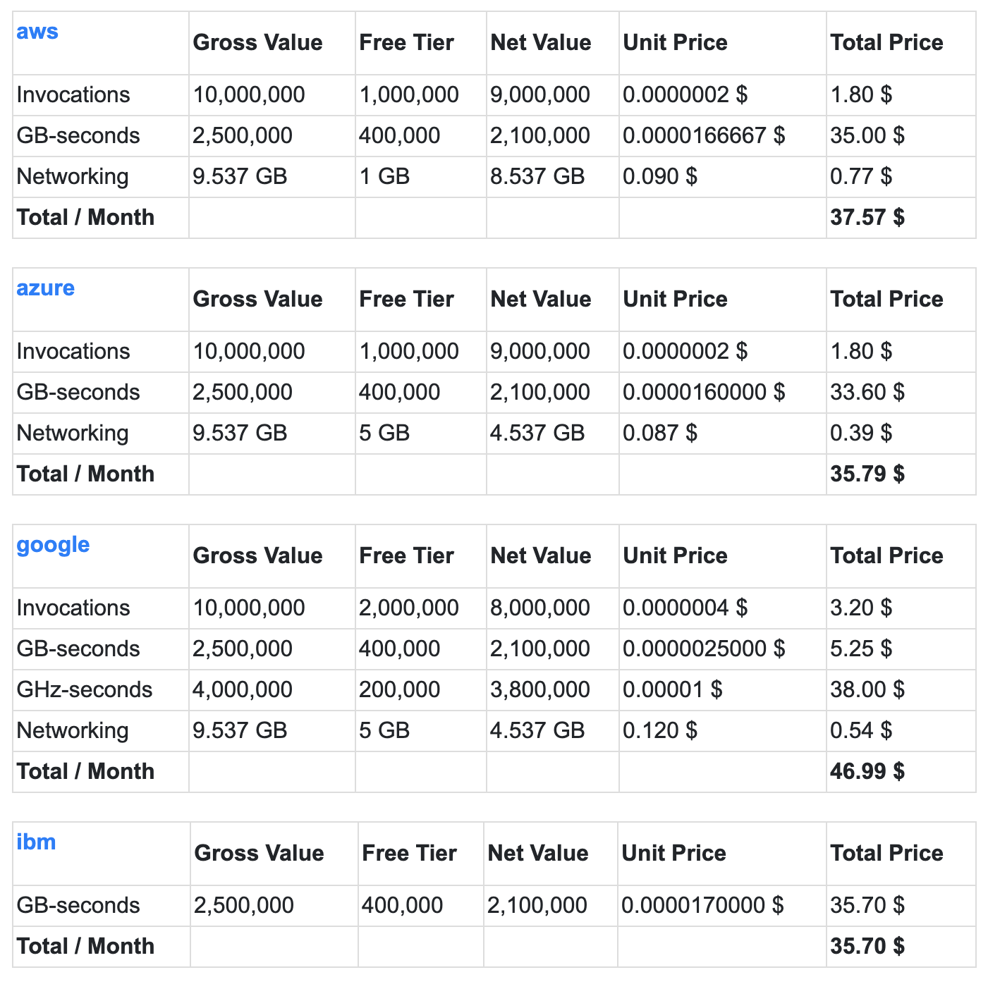 aws Gross Value Free Tier Net Value Unit Price Total Price
Invocations 10,000,000 1,000,000 9,000,000 0.0000002 $ 1.80 $
GB-seconds 2,500,000 400,000 2,100,000 0.0000166667 $ 35.00 $
Networking 9.537 GB 1 GB 8.537 GB 0.090 $ 0.77 $
Total / Month 37.57 $
azure Gross Value Free Tier Net Value Unit Price Total Price
Invocations 10,000,000 1,000,000 9,000,000 0.0000002 $ 1.80 $
GB-seconds 2,500,000 400,000 2,100,000 0.0000160000 $ 33.60 $
Networking 9.537 GB 5 GB 4.537 GB 0.087 $ 0.39 $
Total / Month 35.79 $
google Gross Value Free Tier Net Value Unit Price Total Price
Invocations 10,000,000 2,000,000 8,000,000 0.0000004 $ 3.20 $
GB-seconds 2,500,000 400,000 2,100,000 0.0000025000 $ 5.25 $
GHz-seconds 4,000,000 200,000 3,800,000 0.00001 $ 38.00 $
Networking 9.537 GB 5 GB 4.537 GB 0.120 $ 0.54 $
Total / Month 46.99 $
ibm Gross Value Free Tier Net Value Unit Price Total Price
GB-seconds 2,500,000 400,000 2,100,000 0.0000170000 $ 35.70 $
Total / Month 35.70 $